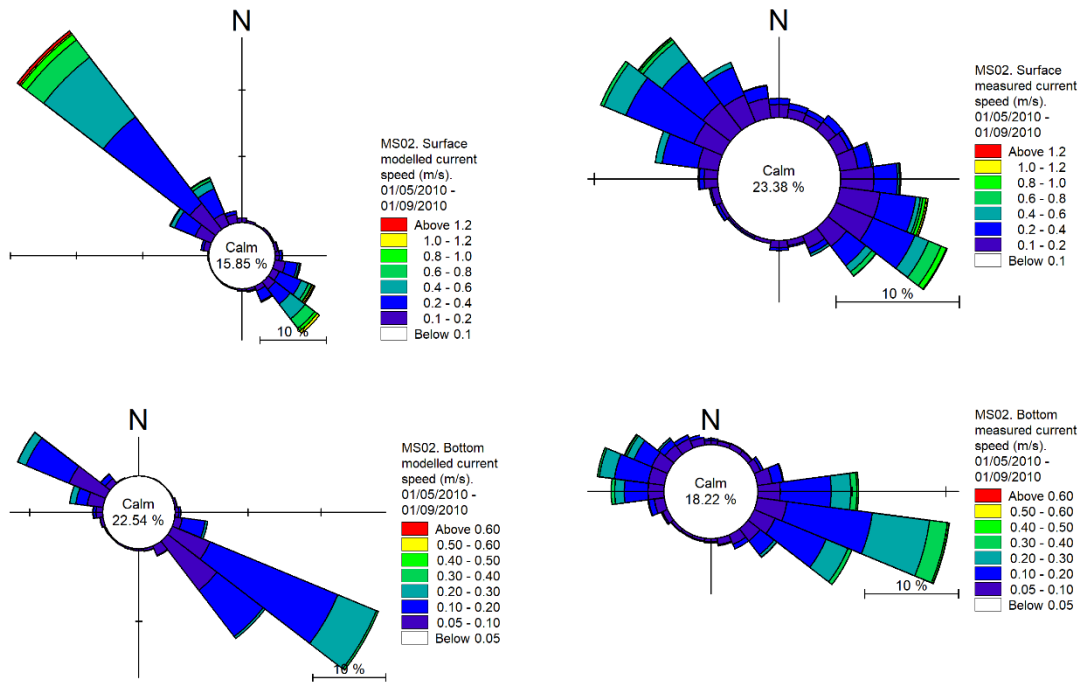 N
Calm
15.85 %
10 %
MS02. Surface
modelled current
speed (m/s).
01/05/2010 -
01/09/2010
Above 1.2
1.0 - 1.2
0.8 - 1.0
0.6 - 0.8
0.4 - 0.6
0.2 - 0.4
0.1 - 0.2
Below 0.1
N
Calm
23.38 %
10 %
MS02. Surface
measured current
speed (m/s).
01/05/2010 -
01/09/2010
Above 1.2
1.0 - 1.2
0.8 - 1.0
0.6 - 0.8
0.4 - 0.6
0.2 - 0.4
0.1 - 0.2
Below 0.1
N
Calm
22.54 %
10 %
MS02. Bottom
modelled current
speed (m/s).
01/05/2010 -
01/09/2010
Above 0.60
0.50 - 0.60
0.40 - 0.50
0.30 - 0.40
0.20 - 0.30
0.10 - 0.20
0.05 - 0.10
Below 0.05
N
Calm
18.22 %
10 %
MS02. Bottom
measured current
speed (m/s).
01/05/2010 -
01/09/2010
Above 0.60
0.50 - 0.60
0.40 - 0.50
0.30 - 0.40
0.20 - 0.30
0.10 - 0.20
0.05 - 0.10
Below 0.05